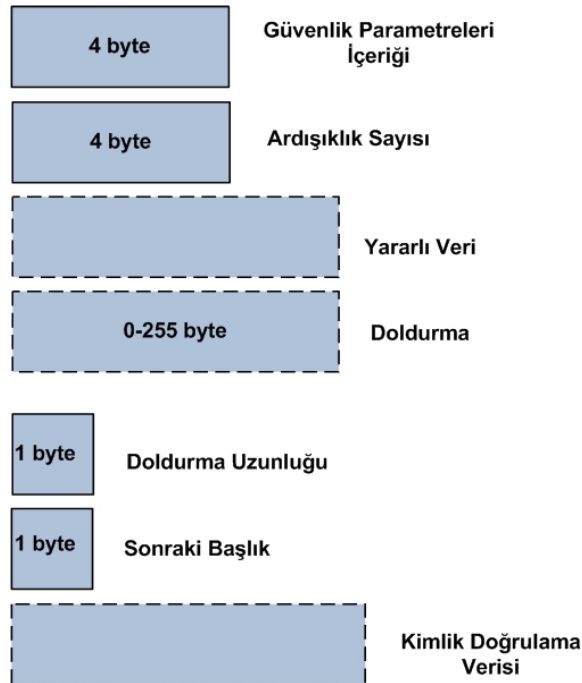 4 byte
Güvenlik Parametreleri
İçeriği
4 byte
Ardışıklık Sayısı
Yararlı Veri
0-255 byte
Doldurma
1 byte
Doldurma Uzunluğu
1 byte
Sonraki Başlık
Kimlik Doğrulama
Verisi